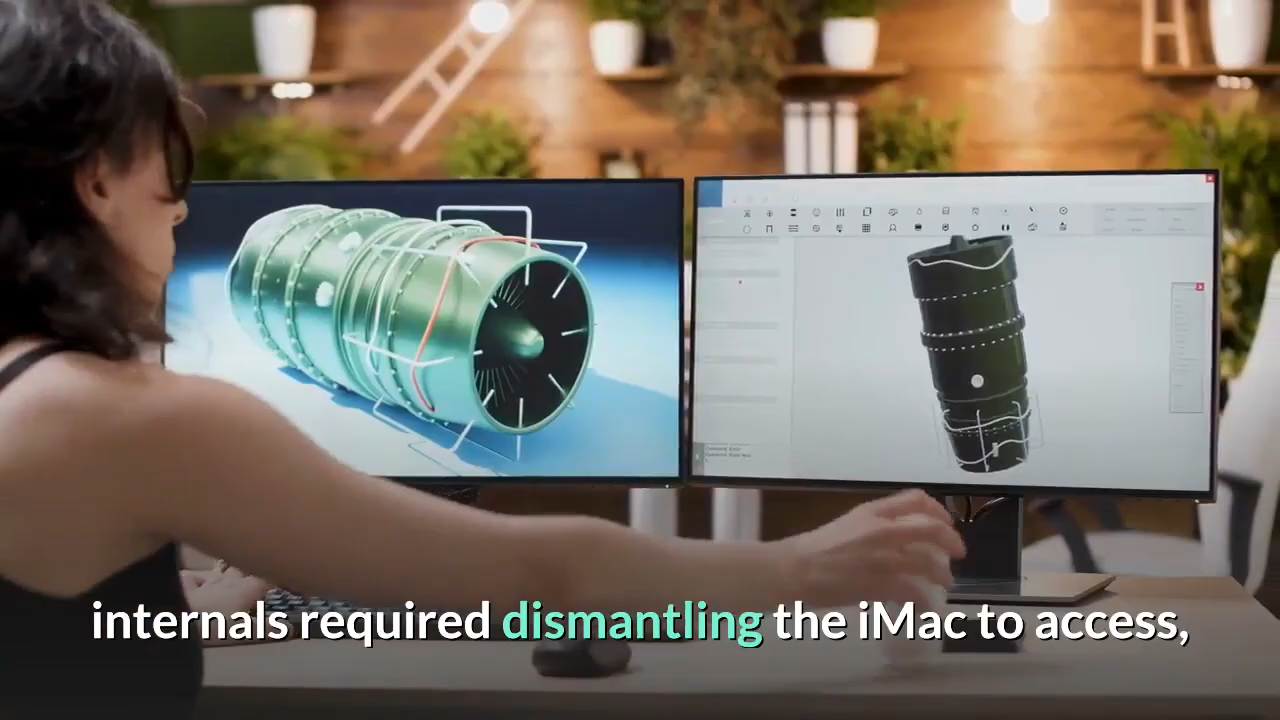 internals required dismantling the iMac to access,